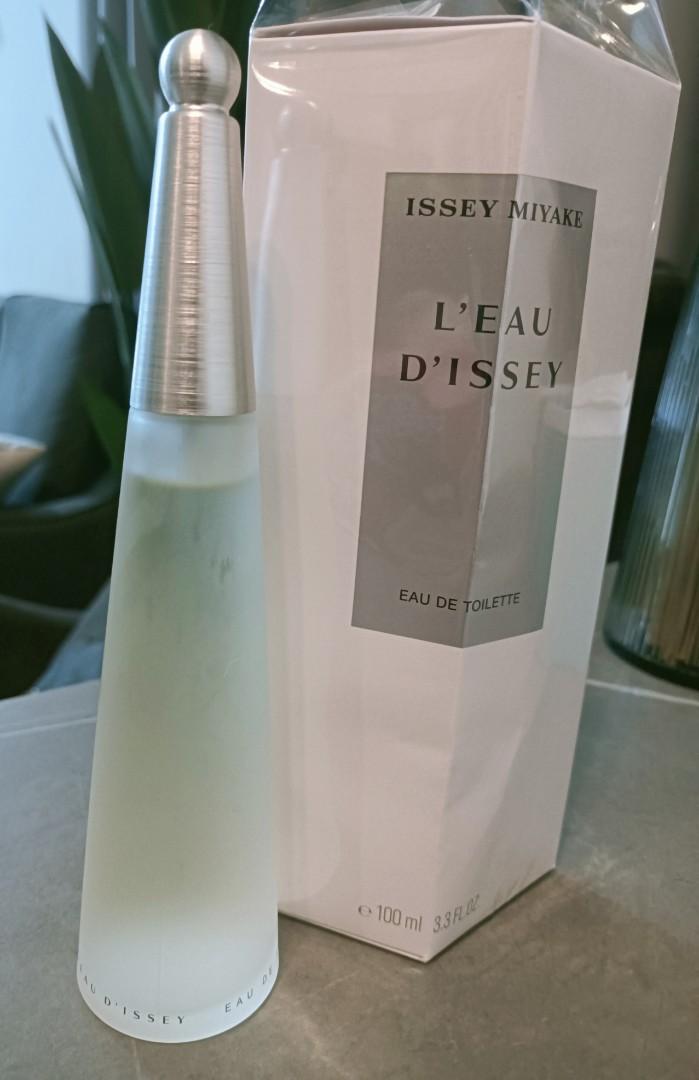 ISSEY MIYAKE
L'EAU
D'ISSEY
EAU DE TOILETTE
℮ 100 ml 3.3 FL.OZ.
EAU D'ISSEY EAU DE